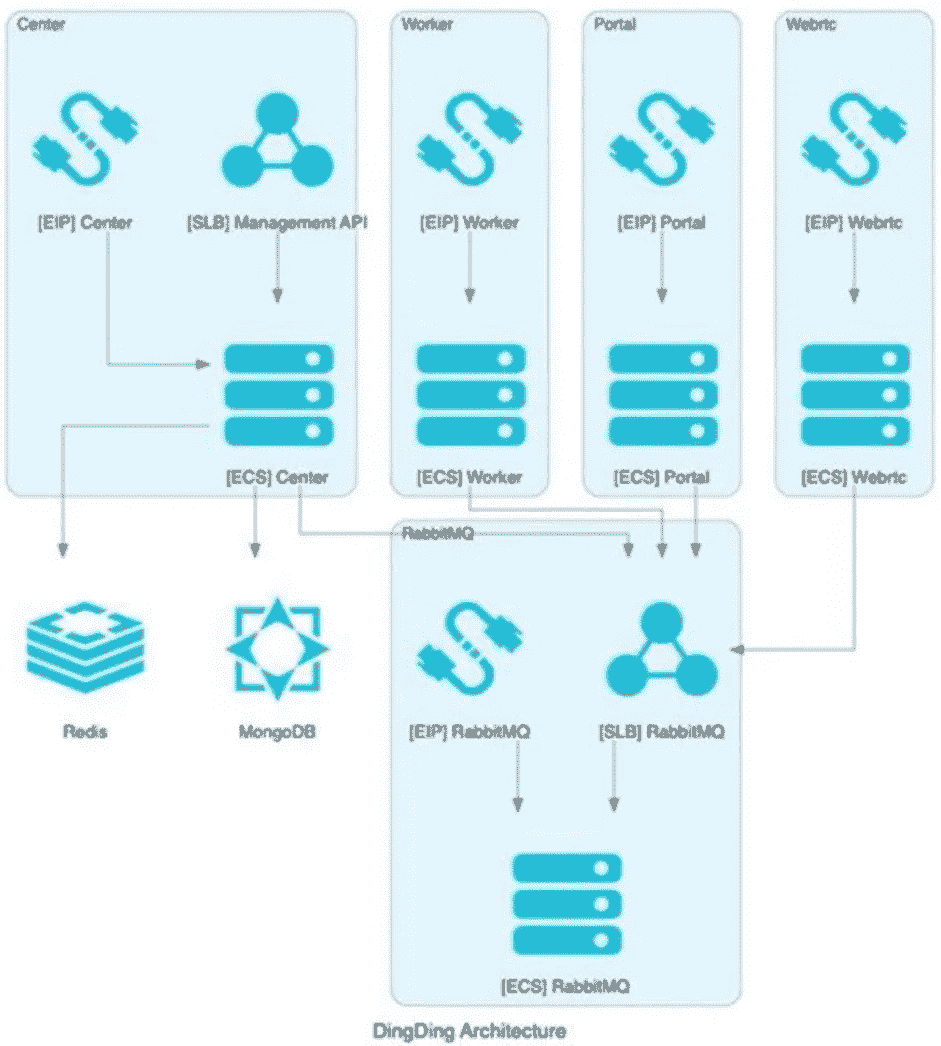 Center
Worker
Portal
Webrtc
[EIP] Center
[SLB] Management API
[EIP] Worker
[EIP] Portal
[EIP] Webrtc
[ECS] Center
[ECS] Worker
[ECS] Portal
[ECS] Webrtc
RabbitMQ
Redis
MongoDB
[EIP] RabbitMQ
[SLB] RabbitMQ
[ECS] RabbitMQ
DingDing Architecture